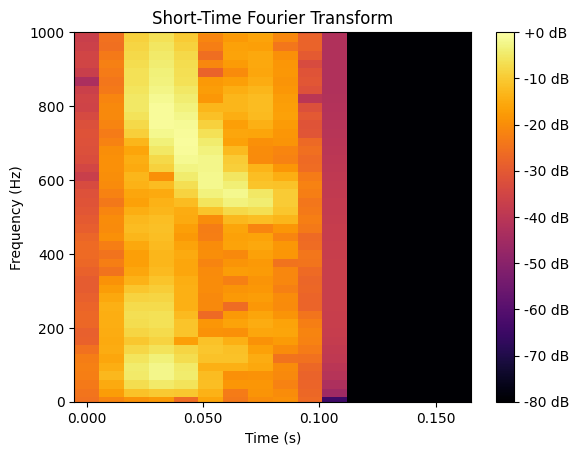 Short-Time Fourier Transform
1000
800
600
400
200
0
Frequency (Hz)
0.000
0.050
0.100
0.150
Time (s)
+0 dB
-10 dB
-20 dB
-30 dB
-40 dB
-50 dB
-60 dB
-70 dB
-80 dB